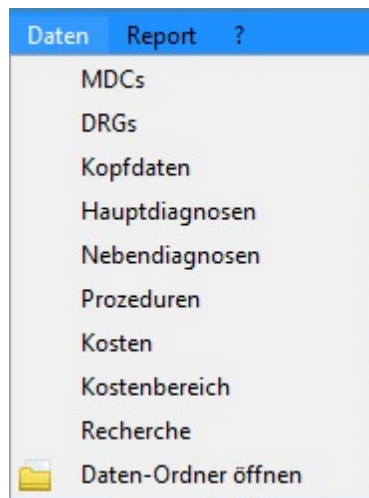 Daten Report ?
MDCs
DRGs
Kopfdaten
Hauptdiagnosen
Nebendiagnosen
Prozeduren
Kosten
Kostenbereich
Recherche
Daten-Ordner öffnen